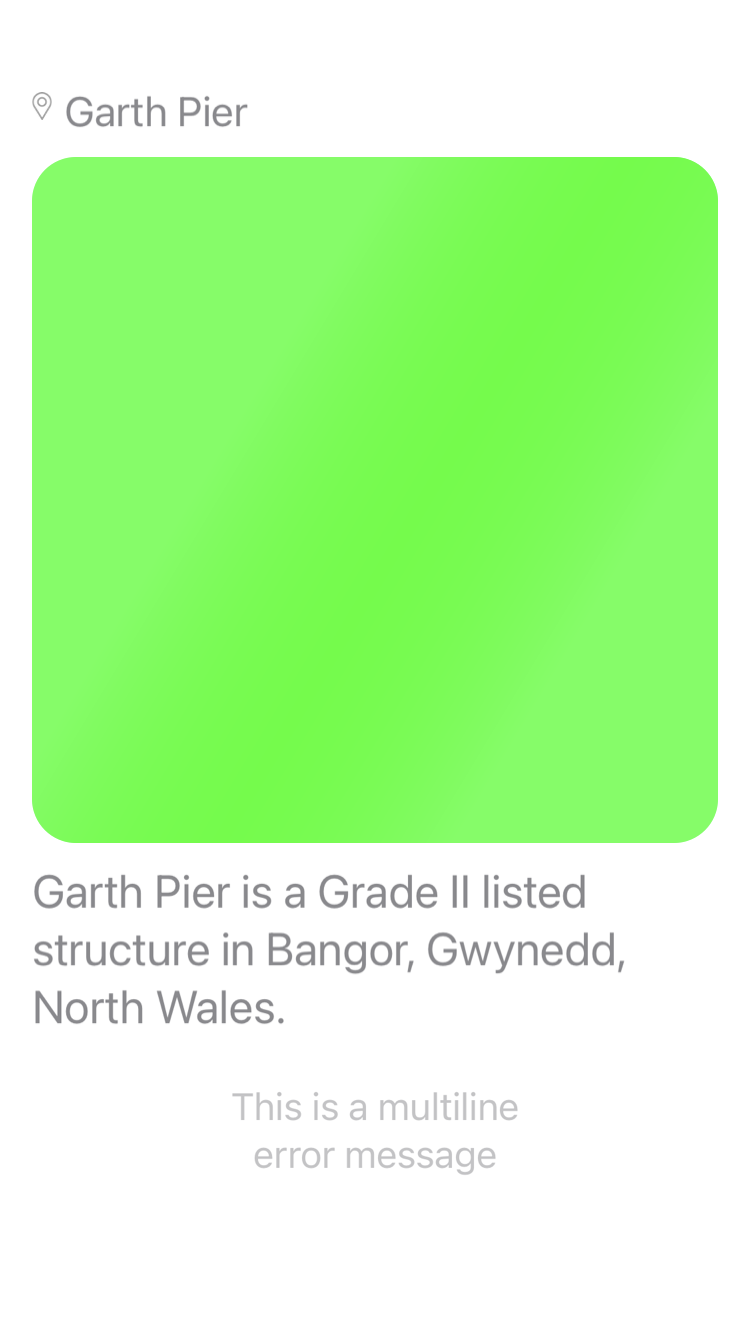 Garth Pier
Garth Pier is a Grade II listed
structure in Bangor, Gwynedd,
North Wales.
This is a multiline
error message